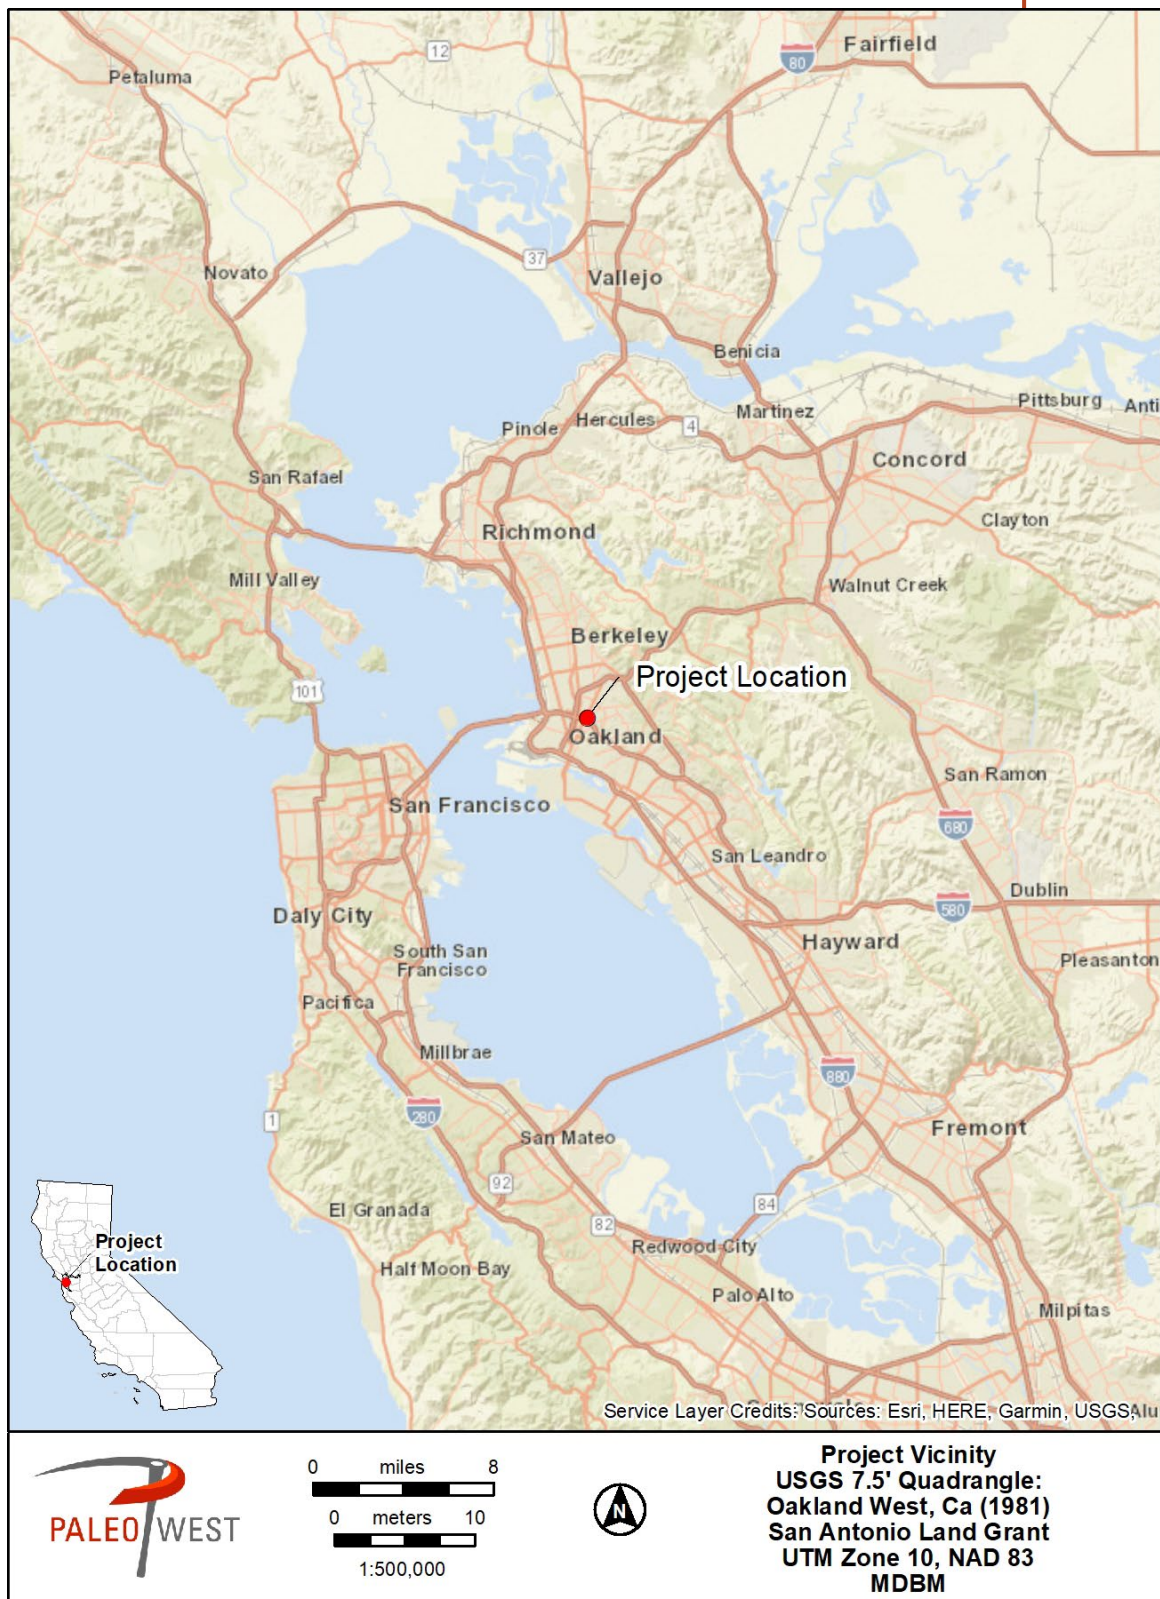 Fairfield
12
80
Petaluma
37
Novato
Vallejo
Benicia
Pittsburg
Anti
Martinez
Hercules
4
Pinole
Concord
San Rafael
Clayton
Richmond
Mill Valley
Walnut Creek
Berkeley
Project Location
101
Oakland
San Ramon
San Francisco
680
San Leandro
Dublin
580
Daly City
Hayward
South San
Francisco
Pleasanton
Pacifica
Millbrae
880
280
1
Fremont
San Mateo
92
84
El Granada
82
Redwood City
Project
Location
Half Moon Bay
Palo Alto
Milpitas
Service Layer Credits: Sources: Esri, HERE, Garmin, USGS,
Alu
PALEO WEST
0 miles 8
0 meters 10
1:500,000
N
Project Vicinity
USGS 7.5' Quadrangle:
Oakland West, Ca (1981)
San Antonio Land Grant
UTM Zone 10, NAD 83
MDBM